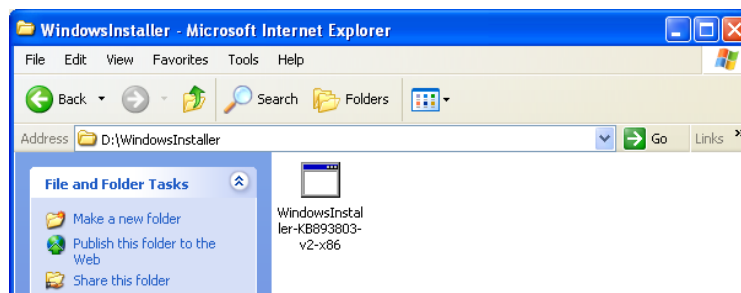 WindowsInstaller - Microsoft Internet Explorer
File Edit View Favorites Tools Help
Back Search Folders
Address D:\WindowsInstaller Go Links »
File and Folder Tasks
Make a new folder
Publish this folder to the
Web
Share this folder
WindowsInstal
ler-KB893803-
v2-x86